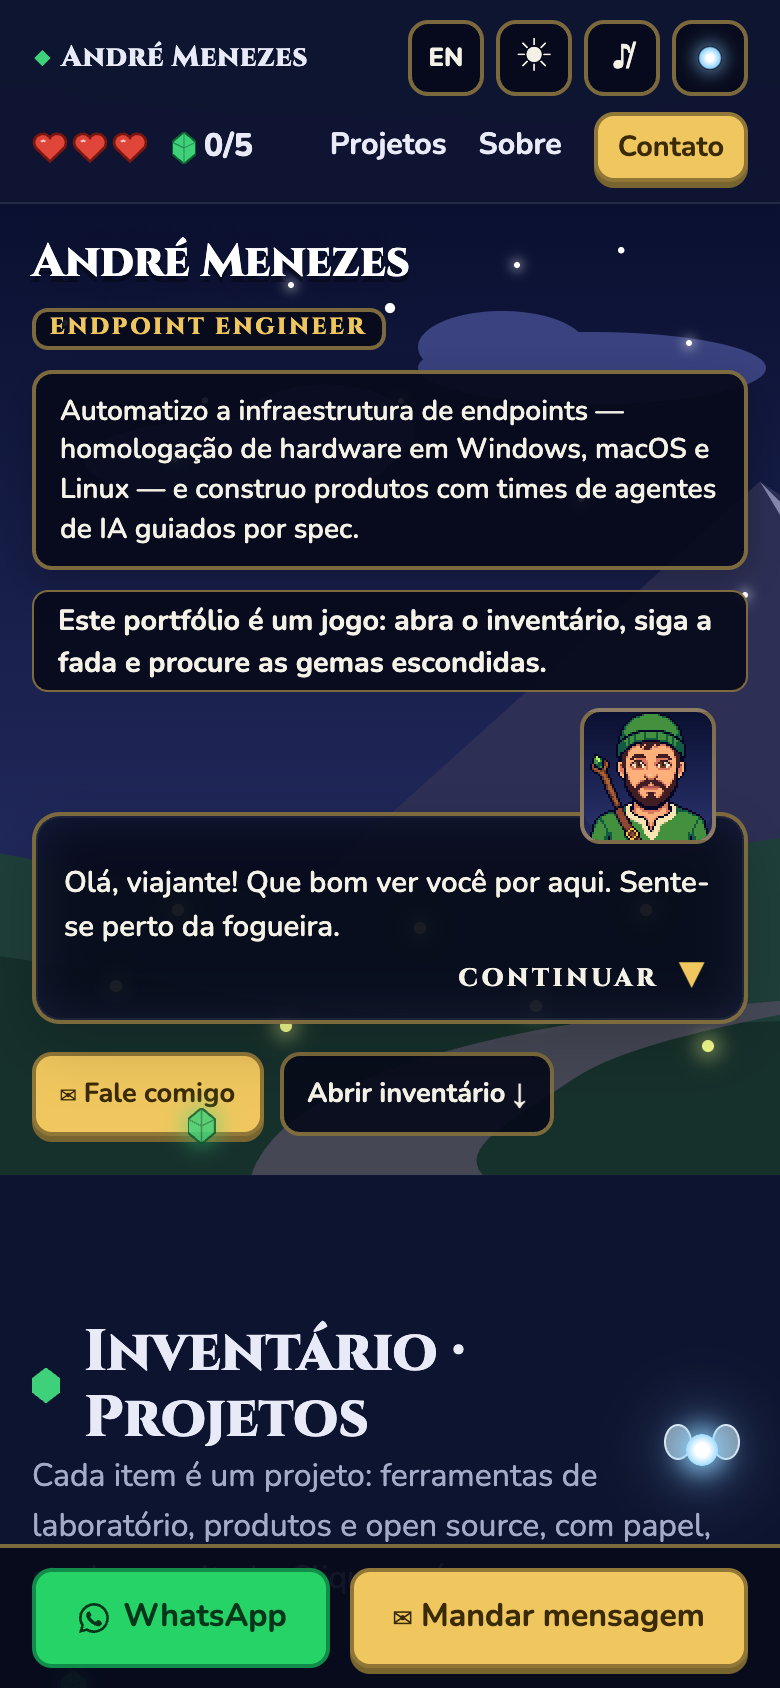 André Menezes
EN
0/5
Projetos
Sobre
Contato
André Menezes
ENDPOINT ENGINEER
Automatizo a infraestrutura de endpoints —
homologação de hardware em Windows, macOS e
Linux — e construo produtos com times de agentes
de IA guiados por spec.
Este portfólio é um jogo: abra o inventário, siga a
fada e procure as gemas escondidas.
Olá, viajante! Que bom ver você por aqui. Sente-
se perto da fogueira.
CONTINUAR ▼
✉ Fale comigo
Abrir inventário ↓
Inventário ·
Projetos
Cada item é um projeto: ferramentas de
laboratório, produtos e open source, com papel,
WhatsApp
✉ Mandar mensagem